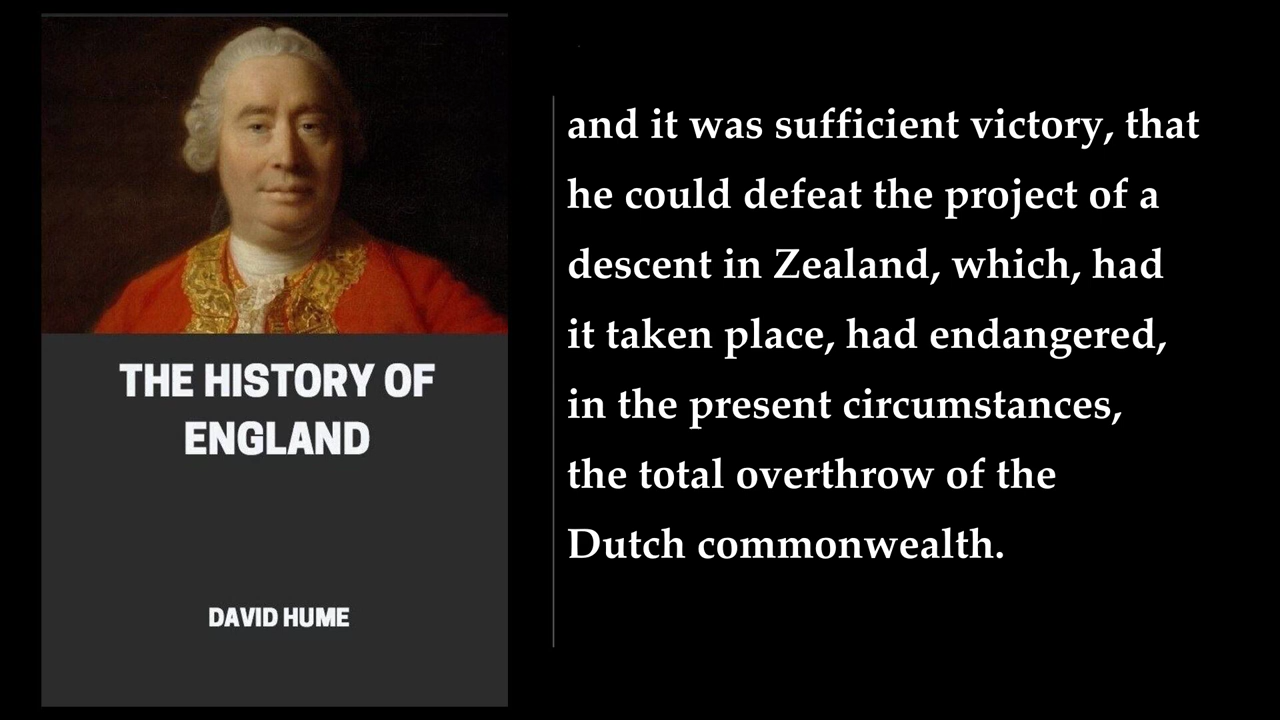 THE HISTORY OF
ENGLAND
DAVID HUME
and it was sufficient victory, that
he could defeat the project of a
descent in Zealand, which, had
it taken place, had endangered,
in the present circumstances,
the total overthrow of the
Dutch commonwealth.